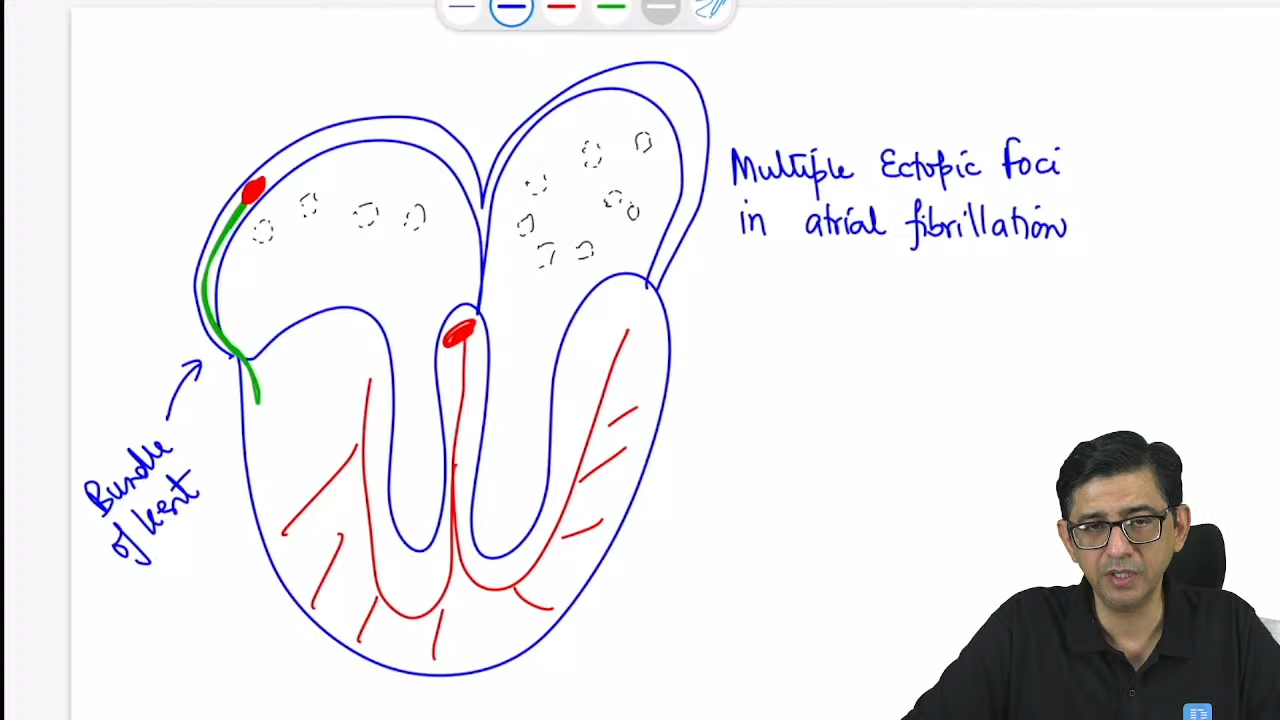 Multiple Ectopic foci
in atrial fibrillation
Bundle
of Kent